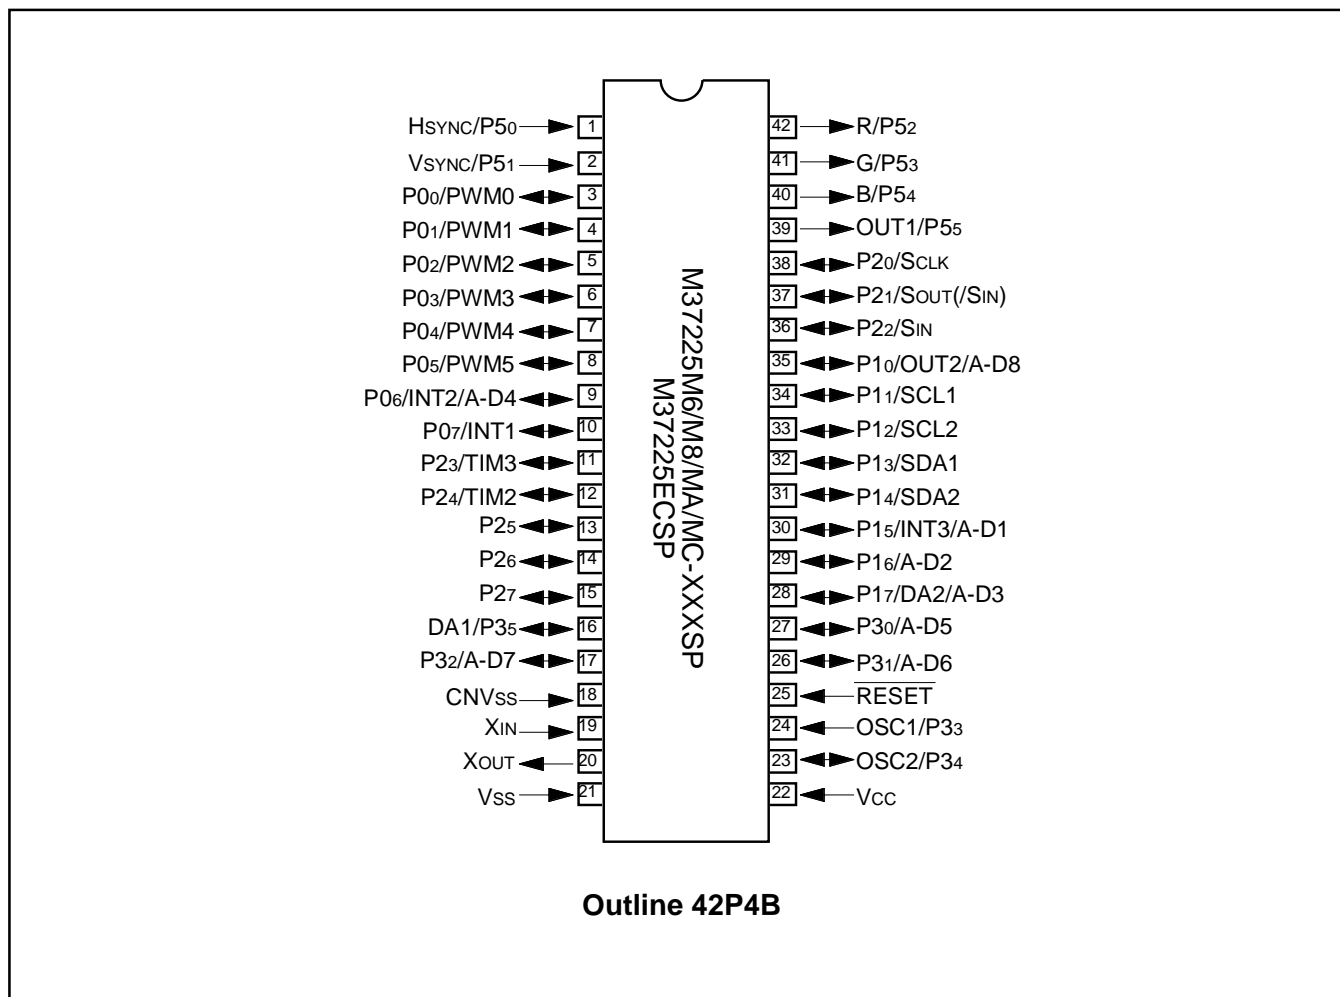 HSYNC/P50 1 42 R/P52
VSYNC/P51 2 41 G/P53
P00/PWM0 3 40 B/P54
P01/PWM1 4 39 OUT1/P55
P02/PWM2 5 38 P20/SCLK
P03/PWM3 6 37 P21/SOUT(/SIN)
P04/PWM4 7 36 P22/SIN
P05/PWM5 8 35 P10/OUT2/A-D8
P06/INT2/A-D4 9 34 P11/SCL1
P07/INT1 10 33 P12/SCL2
P23/TIM3 11 32 P13/SDA1
P24/TIM2 12 31 P14/SDA2
P25 13 30 P15/INT3/A-D1
P26 14 29 P16/A-D2
P27 15 28 P17/DA2/A-D3
DA1/P35 16 27 P30/A-D5
P32/A-D7 17 26 P31/A-D6
CNVSS 18 25 RESET
XIN 19 24 OSC1/P33
XOUT 20 23 OSC2/P34
VSS 21 22 VCC
M37225M6/M8/MA/MC-XXXSP
M37225ECSP
Outline 42P4B